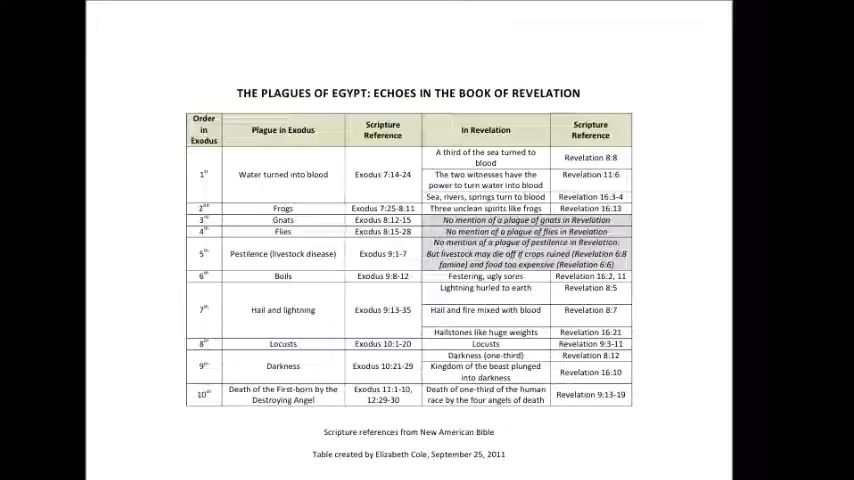 THE PLAGUES OF EGYPT: ECHOES IN THE BOOK OF REVELATION
Order in Exodus | Plague in Exodus | Scripture Reference | In Revelation | Scripture Reference
1st | Water turned into blood | Exodus 7:14-24 | A third of the sea turned to blood | Revelation 8:8
The two witnesses have the power to turn water into blood | Revelation 11:6
Sea, rivers, springs turn to blood | Revelation 16:3-4
2nd | Frogs | Exodus 7:25-8:11 | Three unclean spirits like frogs | Revelation 16:13
3rd | Gnats | Exodus 8:12-15 | No mention of a plague of gnats in Revelation
4th | Flies | Exodus 8:15-28 | No mention of a plague of flies in Revelation
5th | Pestilence (livestock disease) | Exodus 9;1-7 | No mention of a plague of pestilence in Revelation. But livestock may die off if crops ruined (Revelation 6:8 famine) and food too expensive (Revelation 6:6)
6th | Boils | Exodus 9:8-12 | Festering, ugly sores | Revelation 16:2, 11
7th | Hail and lightning | Exodus 9:13-35 | Lightning hurled to earth | Revelation 8:5
Hail and fire mixed with blood | Revelation 8:7
Hailstones like huge weights | Revelation 16:21
8th | Locusts | Exodus 10:1-20 | Locusts | Revelation 9:3-11
9th | Darkness | Exodus 10:21-29 | Darkness (one-third) | Revelation 8:12
Kingdom of the beast plunged into darkness | Revelation 16:10
10th | Death of the First-born by the Destroying Angel | Exodus 11:1-10, 12:29-30 | Death of one-third of the human race by the four angels of death | Revelation 9:13-19
Scripture references from New American Bible
Table created by Elizabeth Cole, September 25, 2011